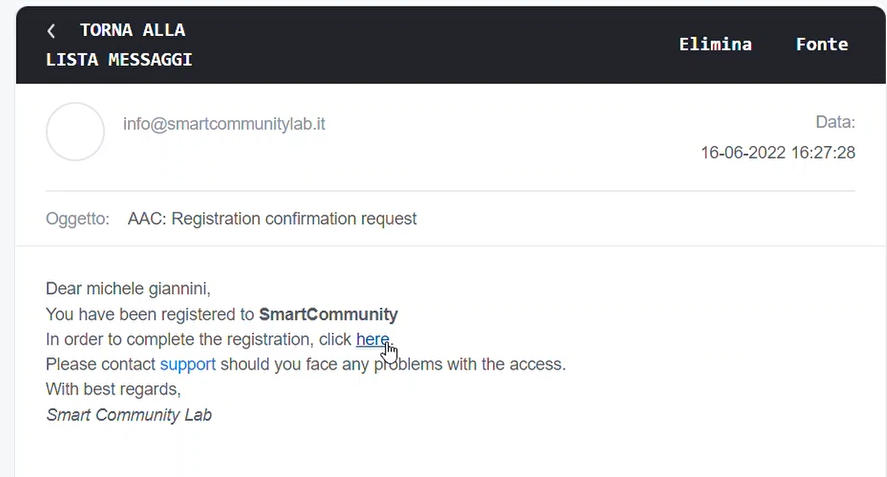 TORNA ALLA
LISTA MESSAGGI
Elimina
Fonte
info@smartcommunitylab.it
Data:
16-06-2022 16:27:28
Oggetto: AAC: Registration confirmation request
Dear michele giannini,
You have been registered to SmartCommunity
In order to complete the registration, click here.
Please contact support should you face any problems with the access.
With best regards,
Smart Community Lab